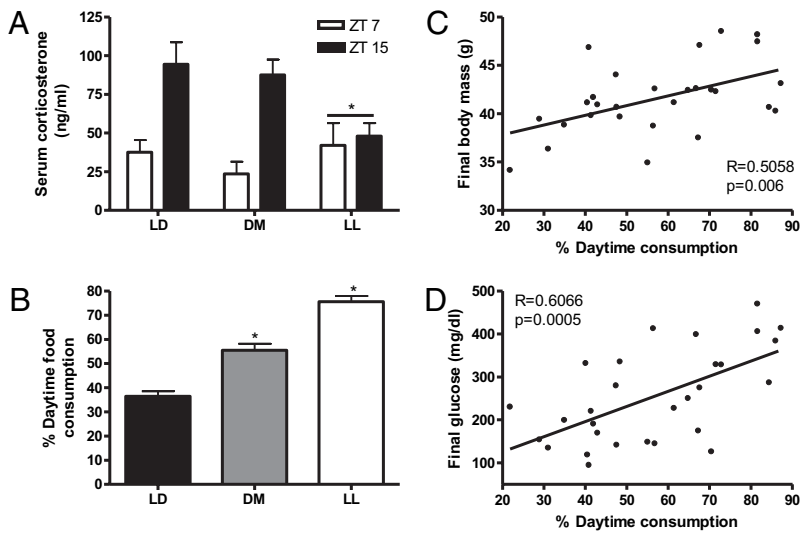 A
Serum corticosterone
(ng/ml)
125
100
75
50
25
0
ZT 7
ZT 15
*
LD
DM
LL
C
Final body mass (g)
50
45
40
35
30
R=0.5058
p=0.006
20
30
40
50
60
70
80
90
% Daytime consumption
B
% Daytime food
consumption
80
70
60
50
40
30
20
10
0
*
*
LD
DM
LL
D
Final glucose (mg/dl)
500
400
300
200
100
R=0.6066
p=0.0005
20
30
40
50
60
70
80
90
% Daytime consumption